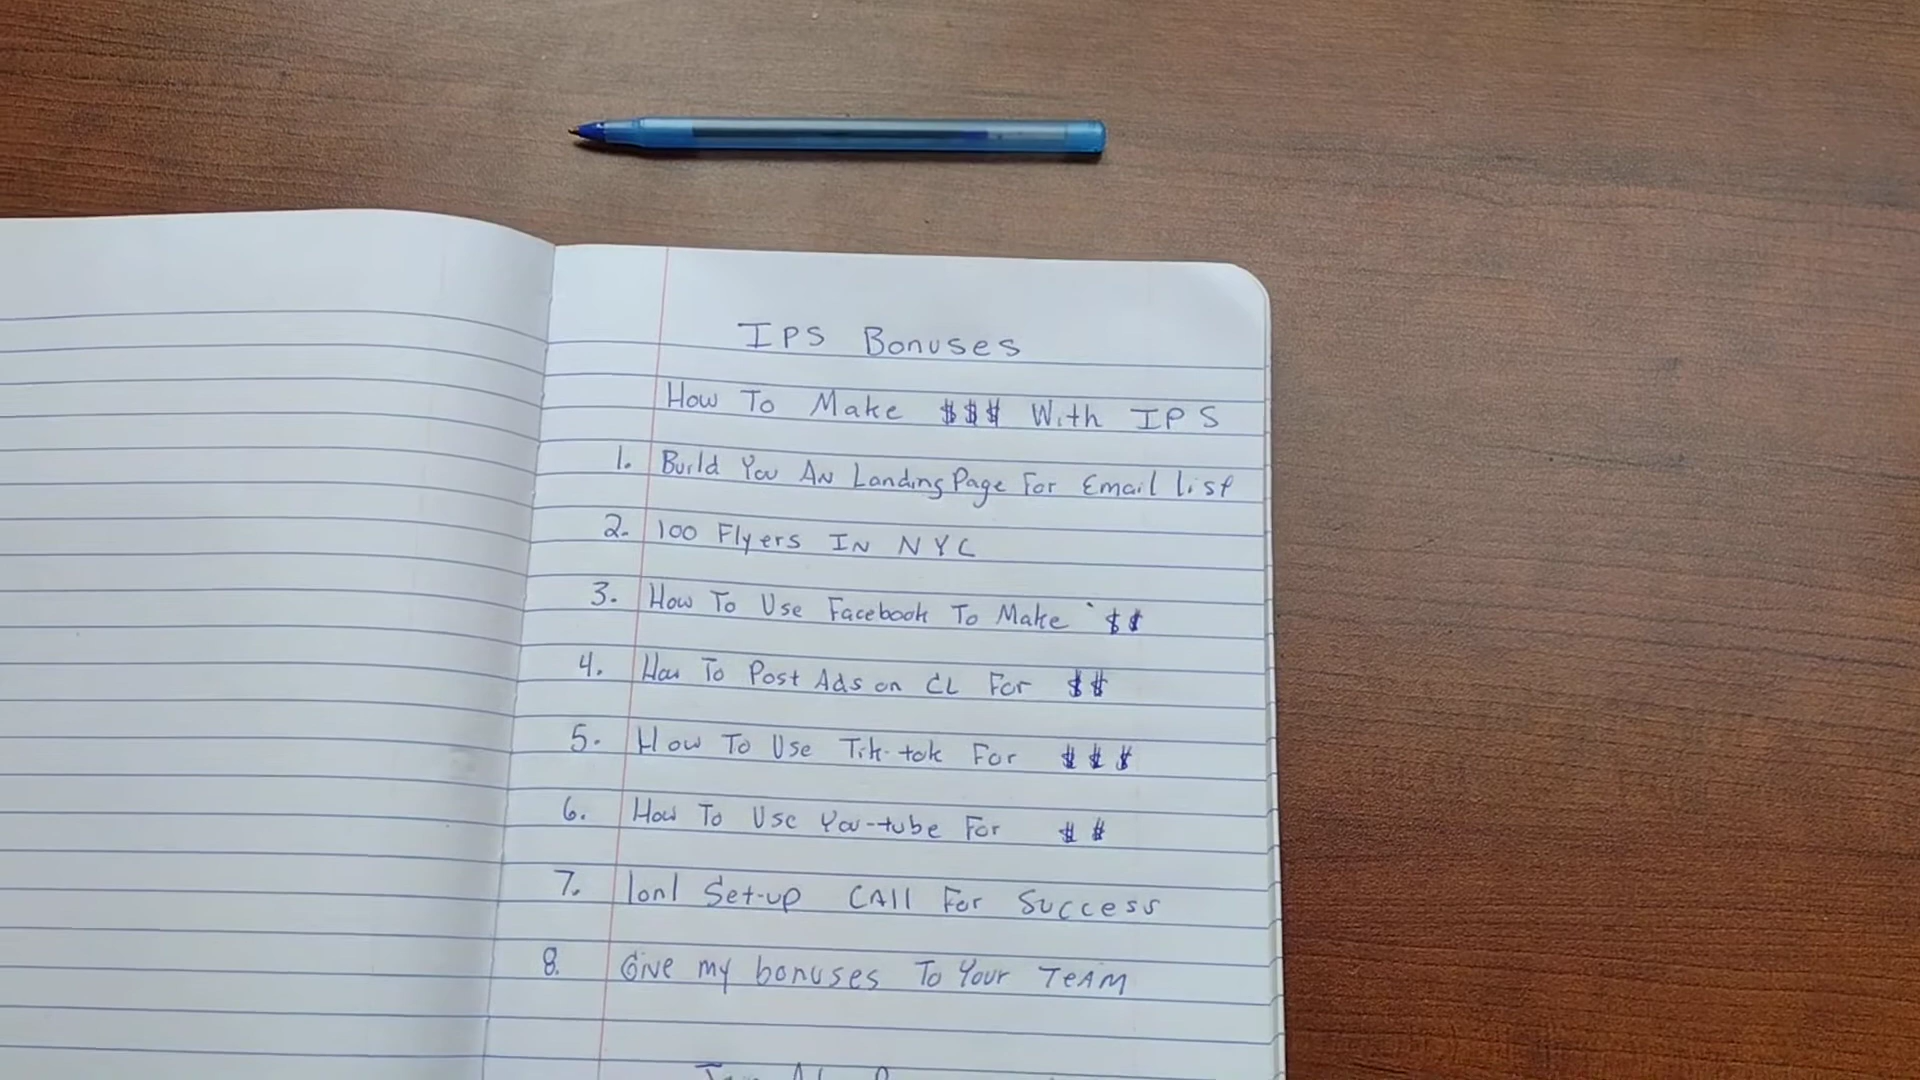 IPS Bonuses
How To Make $$$ With IPS
1. Build You AN Landing Page For Email list
2. 100 Flyers IN NYC
3. How To Use Facebook To Make $$
4. How To Post Ads on CL For $$
5. How To Use Tik-tok For $$$
6. How To Use You-tube For $$
7. 1on1 Set-up CAll For Success
8. Give my bonuses To Your TeAM